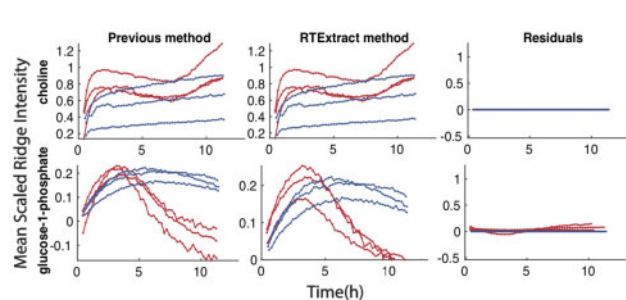 Previous method
RTExtract method
Residuals
Mean Scaled Ridge Intensity
choline
1.2
1
0.8
0.6
0.4
0.2
0 5 10
1.2
1
0.8
0.6
0.4
0.2
0 5 10
1
0.5
0
-0.5
0 5 10
glucose-1-phosphate
0.2
0.1
0
-0.1
0 5 10
0.2
0.1
0
0 5 10
1
0.5
0
-0.5
0 5 10
Time(h)